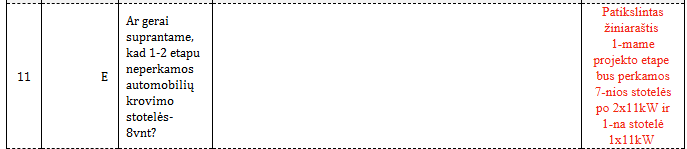 11
E
Ar gerai
suprantame,
kad 1-2 etapu
neperkamos
automobilių
krovimo
stotelės-
8vnt?
Patikslintas
žiniaraštis
1-mame
projekto etape
bus perkamos
7-nios stotelės
po 2x11kW ir
1-na stotelė
1x11kW